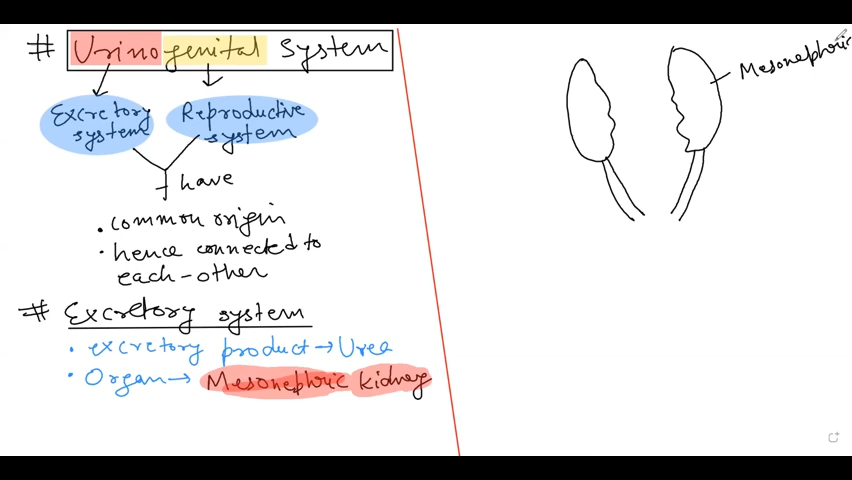 # Urinogenital System
Excretory system
Reproductive system
have
• common origin
• hence connected to
each-other
# Excretory system
• excretory product → Urea
• Organ → Mesonephric kidney
Mesonephric